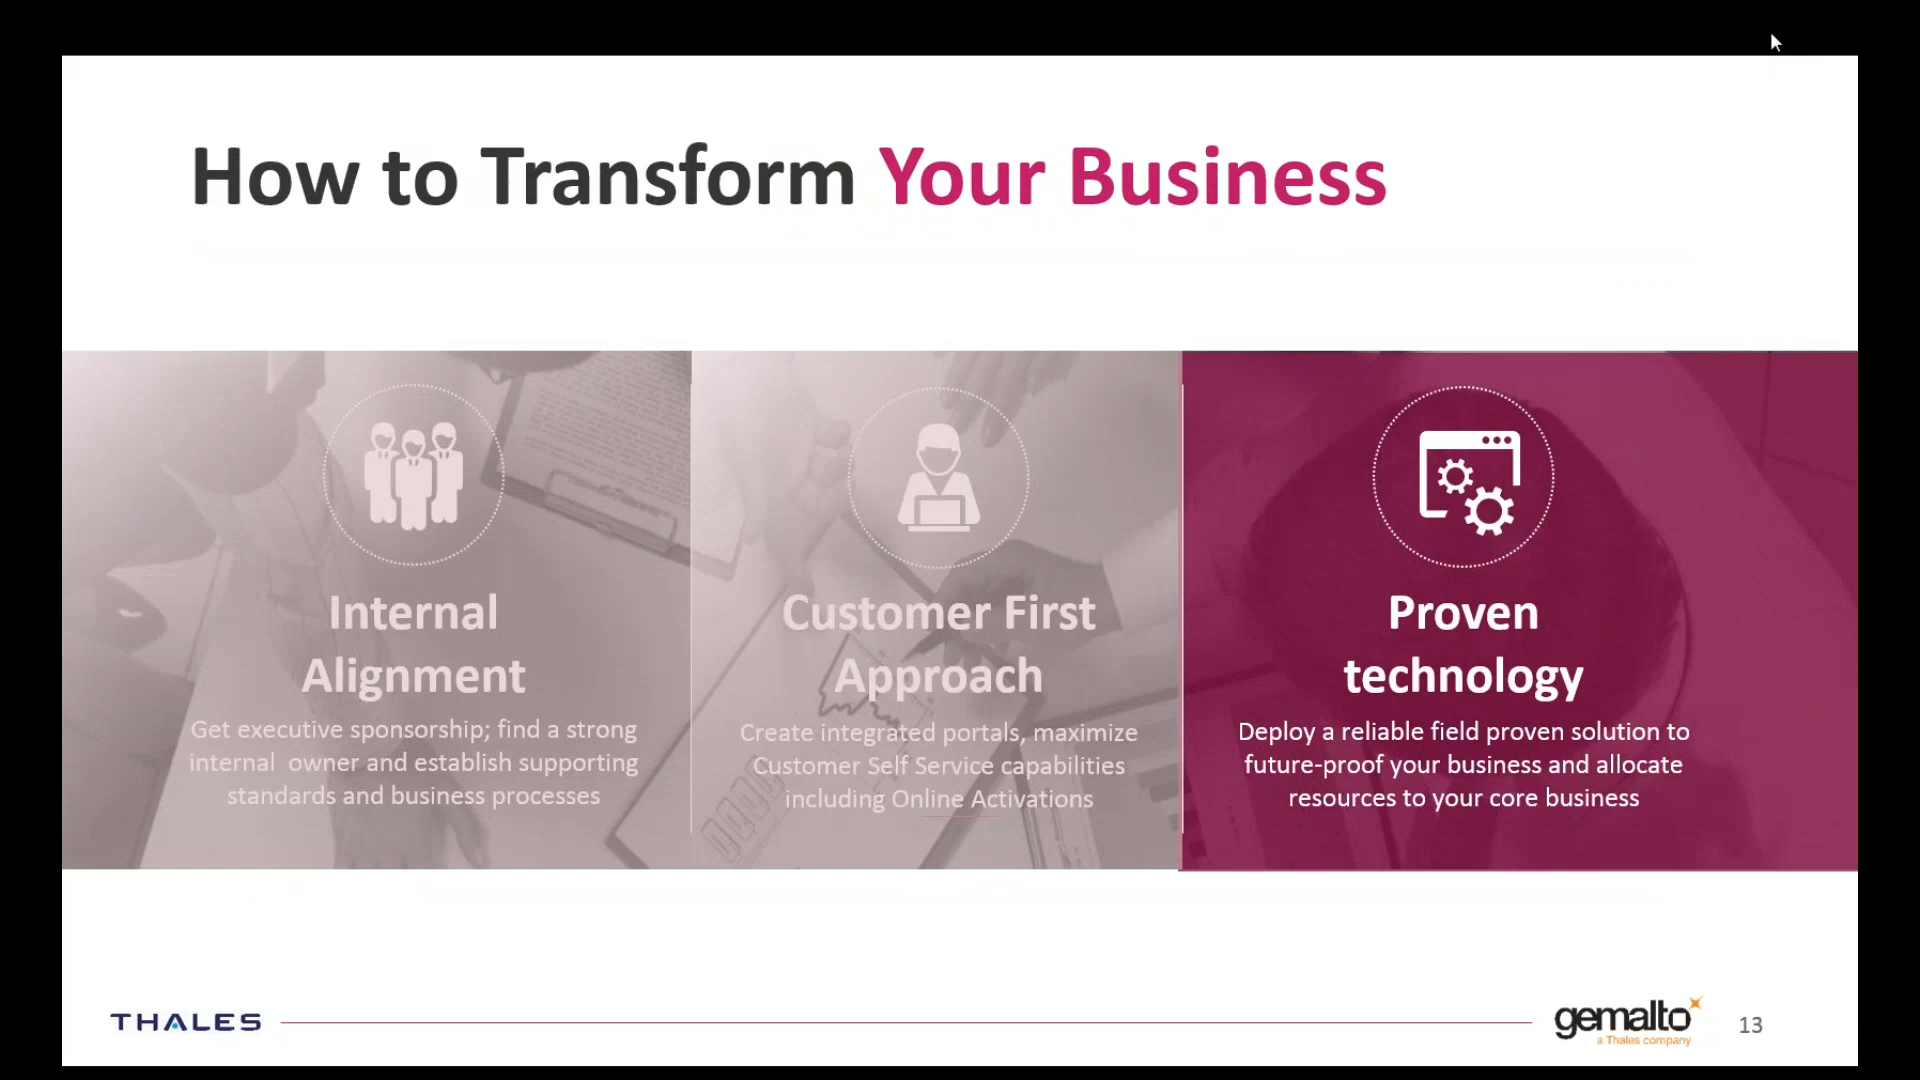 How to Transform Your Business
Internal
Alignment
Get executive sponsorship; find a strong
internal owner and establish supporting
standards and business processes
Customer First
Approach
Create integrated portals, maximize
Customer Self Service capabilities
including Online Activations
Proven
technology
Deploy a reliable field proven solution to
future-proof your business and allocate
resources to your core business
THALES
gemalto
a Thales company
13